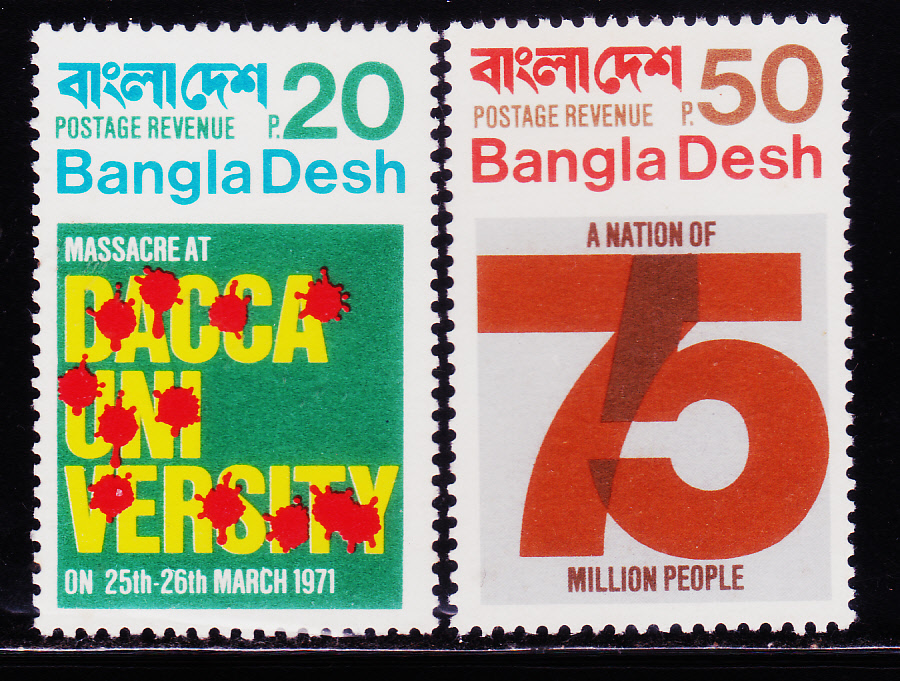 বাংলাদেশ
POSTAGE REVENUE P.20
Bangla Desh
MASSACRE AT
DACCA
UNI
VERSITY
ON 25th-26th MARCH 1971
বাংলাদেশ
POSTAGE REVENUE P.50
Bangla Desh
A NATION OF
75
MILLION PEOPLE